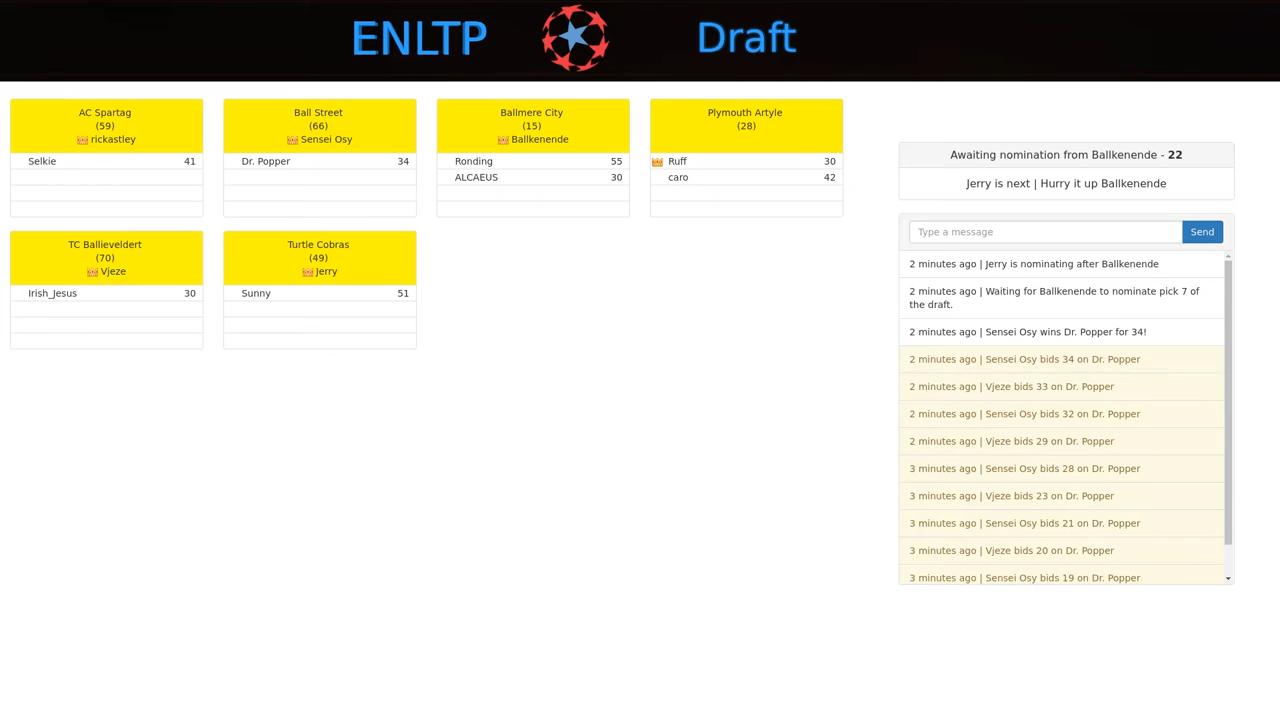 ENLTP Draft
AC Spartag
(59)
rickastley
Selkie 41
Ball Street
(66)
Sensei Osy
Dr. Popper 34
Ballmere City
(15)
Ballkenende
Ronding 55
ALCAEUS 30
Plymouth Artyle
(28)
Ruff 30
caro 42
TC Ballieveldert
(70)
Vjeze
Irish_Jesus 30
Turtle Cobras
(49)
Jerry
Sunny 51
Awaiting nomination from Ballkenende - 22
Jerry is next | Hurry it up Ballkenende
Type a message Send
2 minutes ago | Jerry is nominating after Ballkenende
2 minutes ago | Waiting for Ballkenende to nominate pick 7 of
the draft.
2 minutes ago | Sensei Osy wins Dr. Popper for 34!
2 minutes ago | Sensei Osy bids 34 on Dr. Popper
2 minutes ago | Vjeze bids 33 on Dr. Popper
2 minutes ago | Sensei Osy bids 32 on Dr. Popper
2 minutes ago | Vjeze bids 29 on Dr. Popper
3 minutes ago | Sensei Osy bids 28 on Dr. Popper
3 minutes ago | Vjeze bids 23 on Dr. Popper
3 minutes ago | Sensei Osy bids 21 on Dr. Popper
3 minutes ago | Vjeze bids 20 on Dr. Popper
3 minutes ago | Sensei Osy bids 19 on Dr. Popper